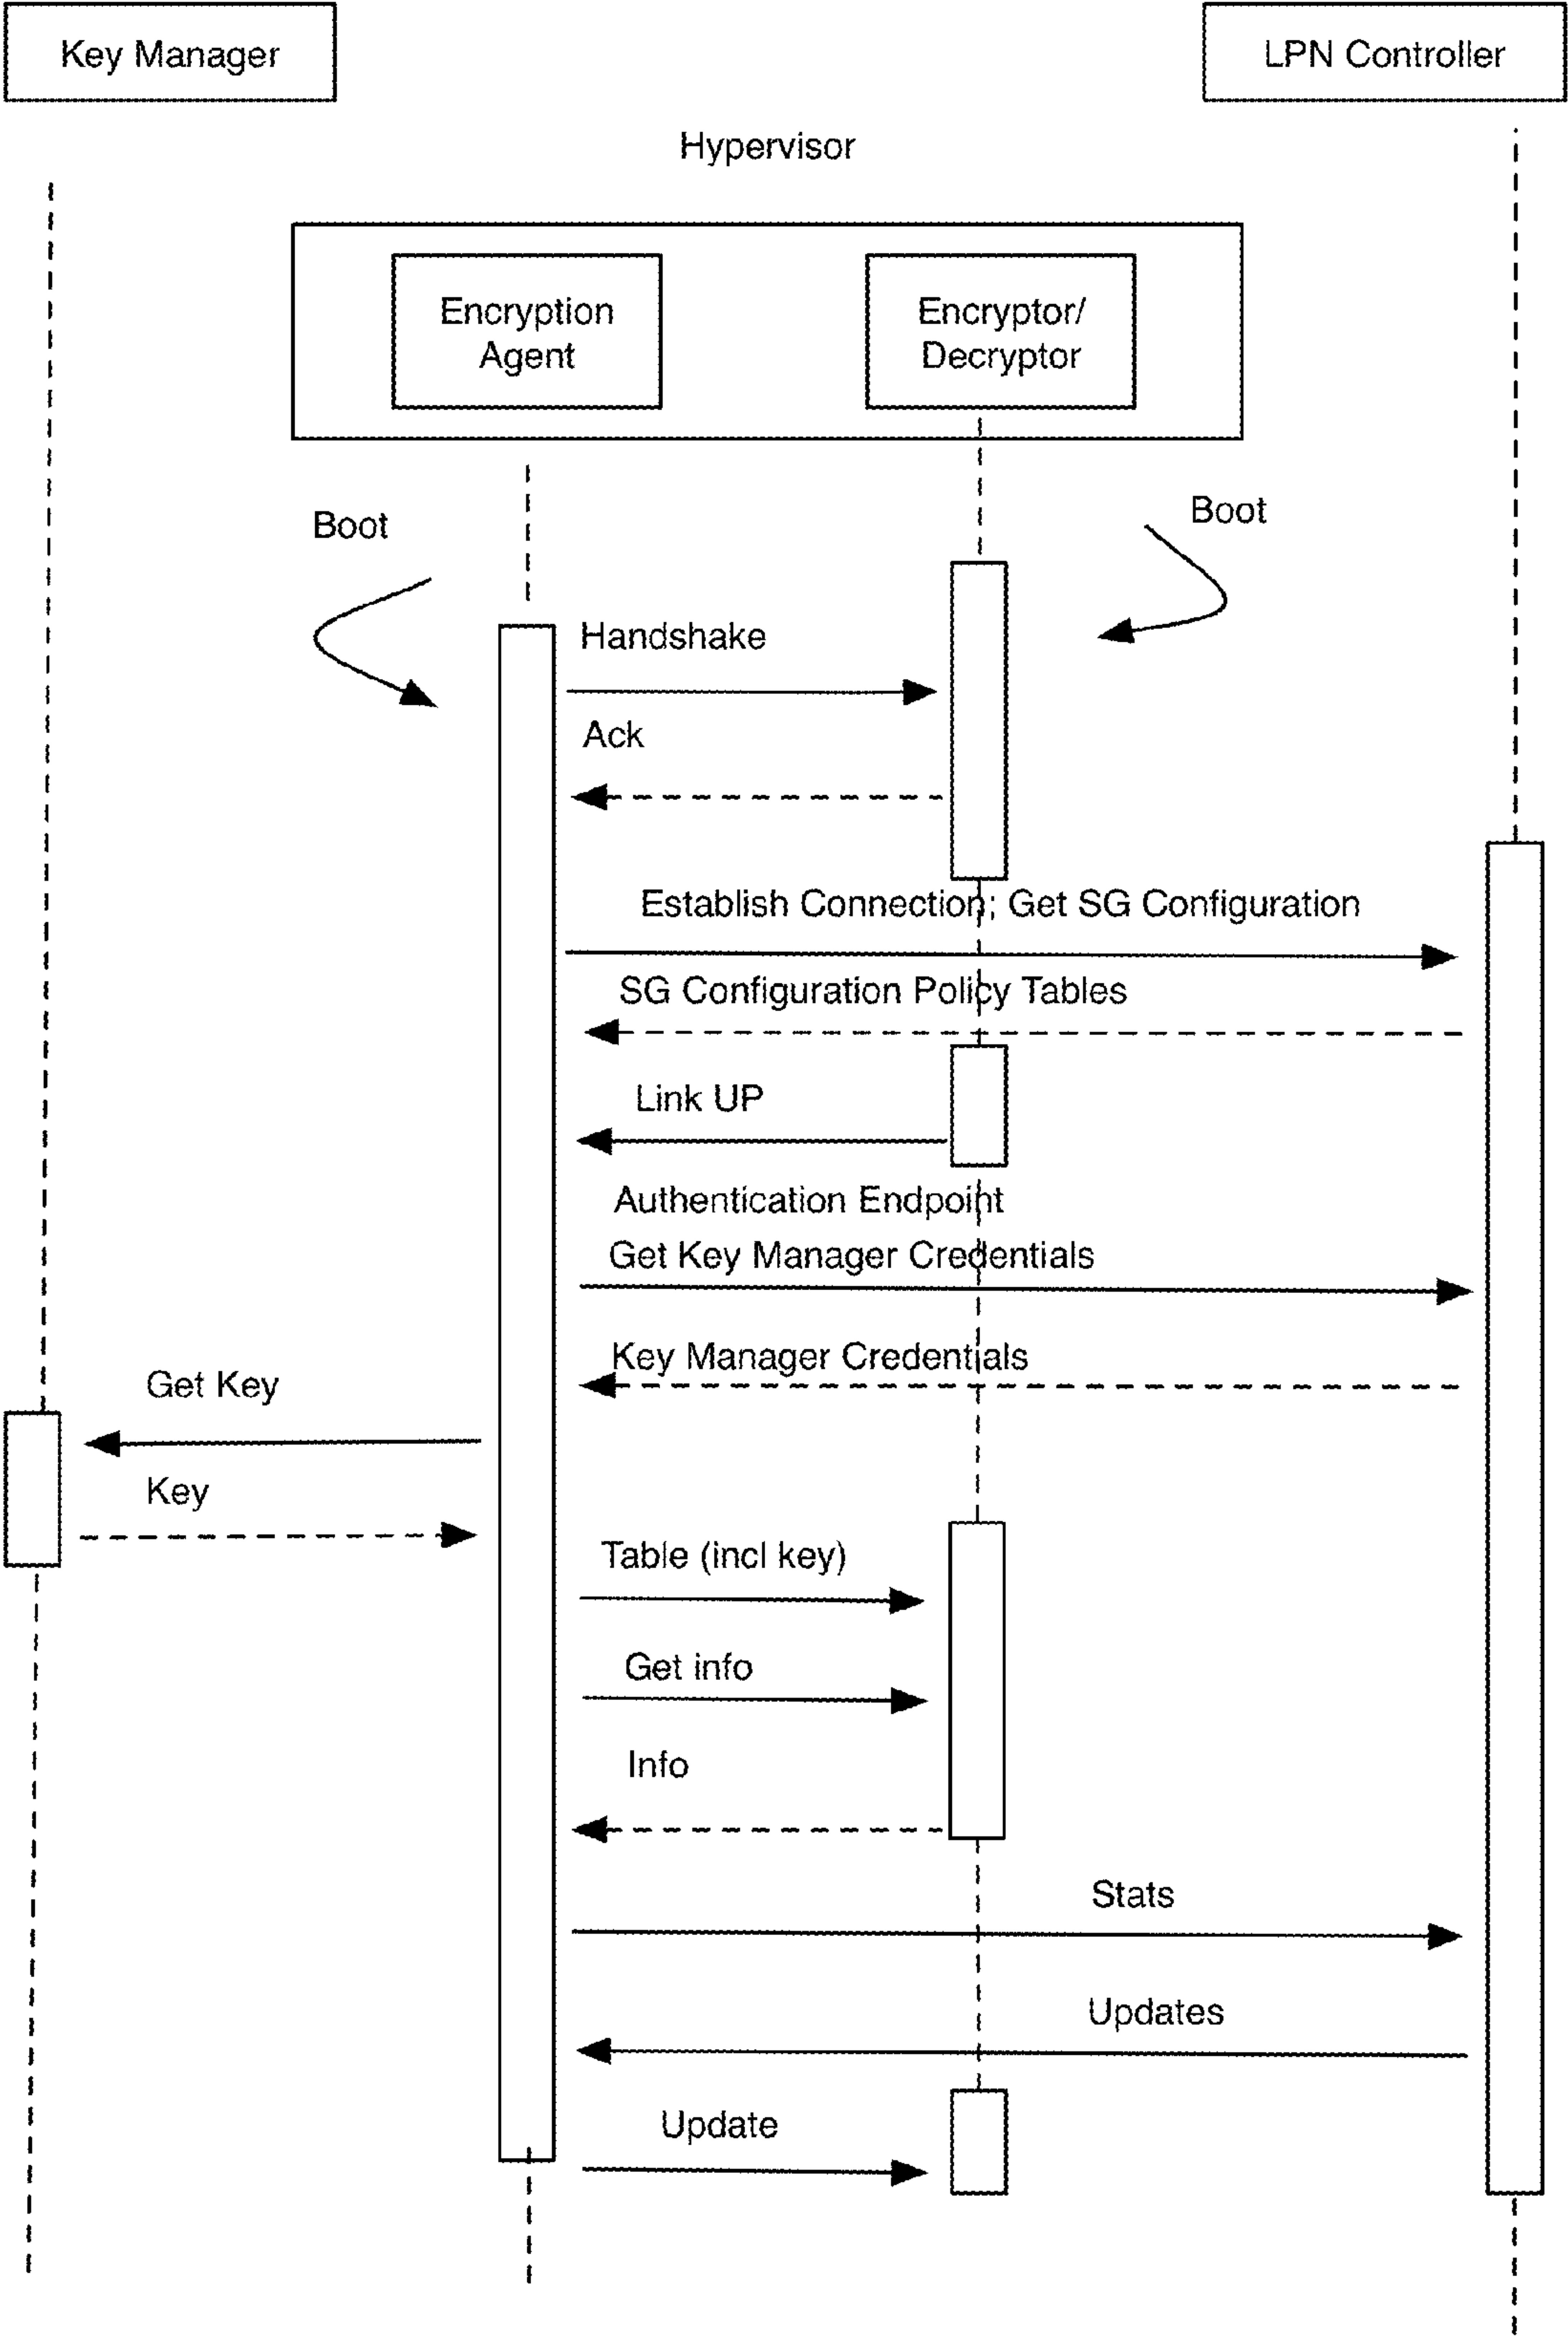 Key Manager
LPN Controller
Hypervisor
Encryption
Agent
Encryptor/
Decryptor
Boot
Boot
Handshake
Ack
Establish Connection; Get SG Configuration
SG Configuration Policy Tables
Link UP
Authentication Endpoint
Get Key Manager Credentials
Key Manager Credentials
Get Key
Key
Table (incl key)
Get info
Info
Stats
Updates
Update